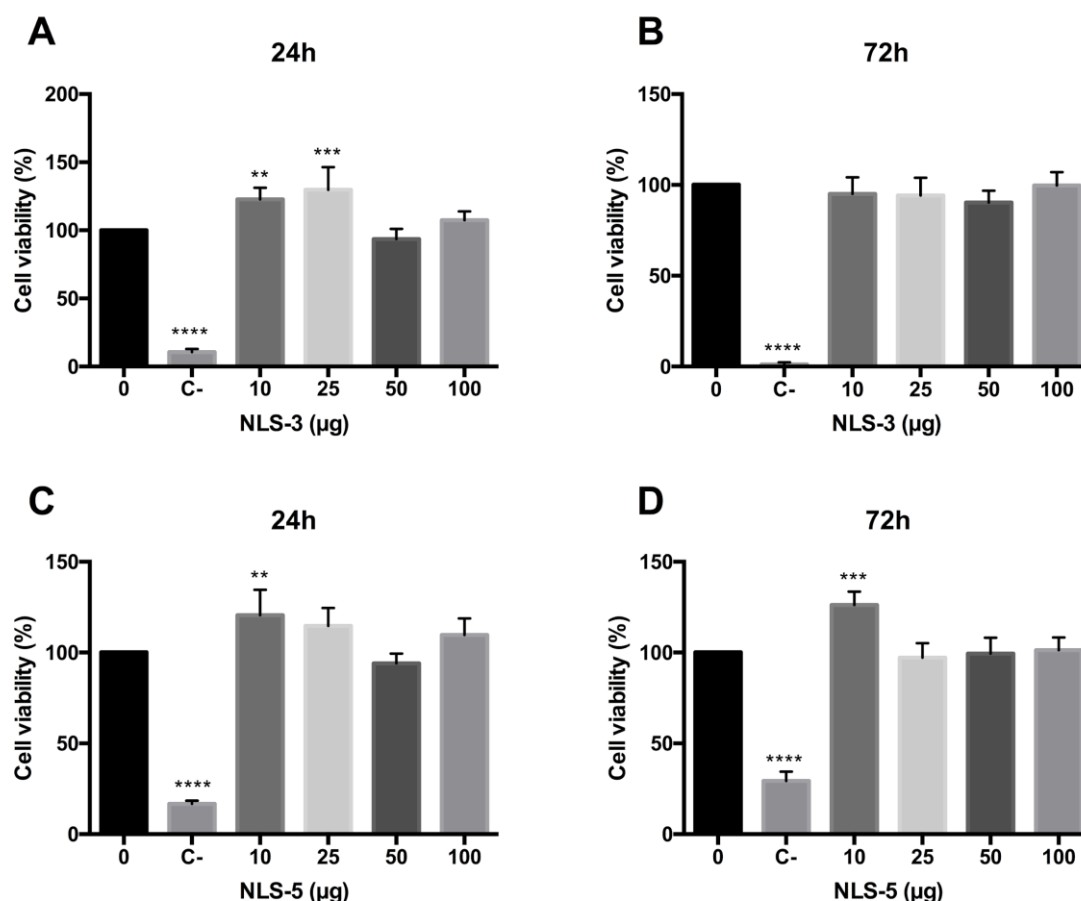 A
24h
Cell viability (%)
200
150
100
50
0
**
***
****
0 C- 10 25 50 100
NLS-3 (µg)
B
72h
Cell viability (%)
150
100
50
0
****
0 C- 10 25 50 100
NLS-3 (µg)
C
24h
Cell viability (%)
150
100
50
0
**
****
0 C- 10 25 50 100
NLS-5 (µg)
D
72h
Cell viability (%)
150
100
50
0
***
****
0 C- 10 25 50 100
NLS-5 (µg)